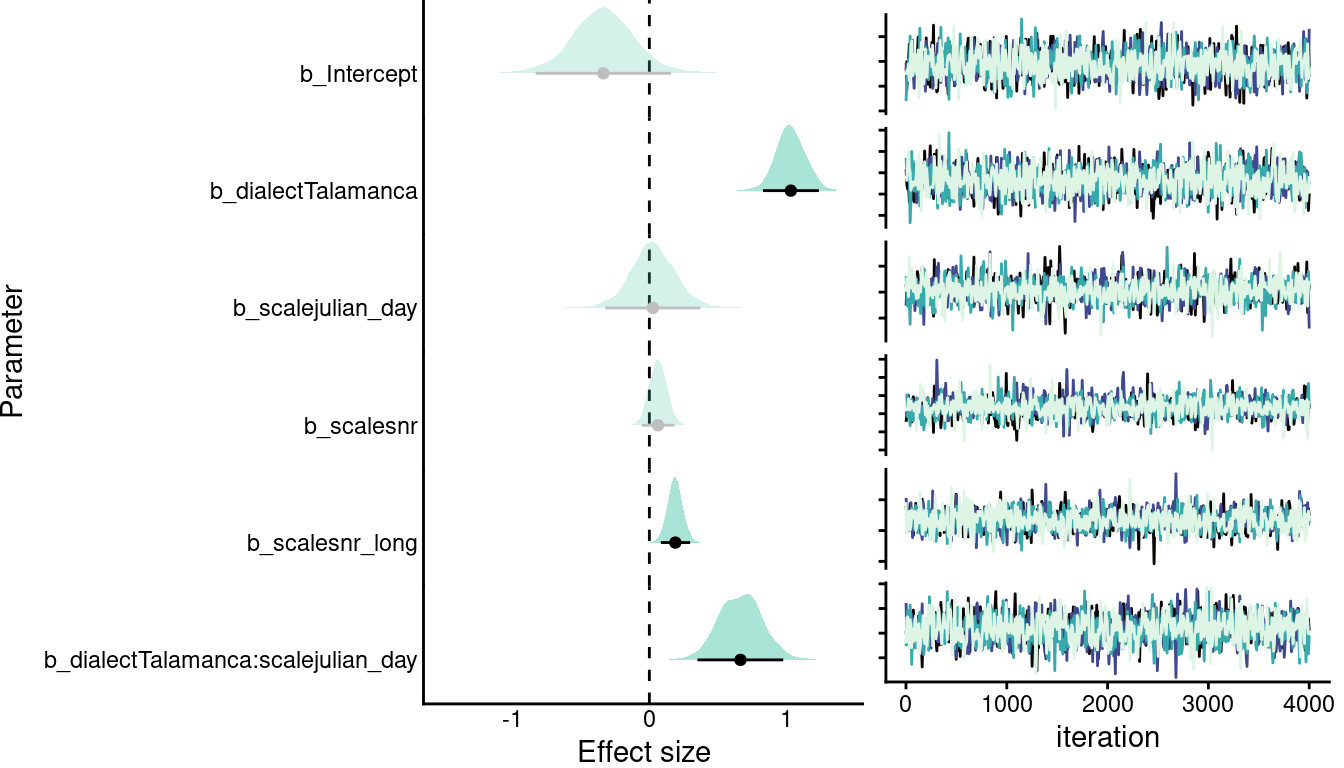 Parameter
b_Intercept
b_dialectTalamanca
b_scalejulian_day
b_scalesnr
b_scalesnr_long
b_dialectTalamanca:scalejulian_day
-1 0 1
Effect size
0 1000 2000 3000 4000
iteration